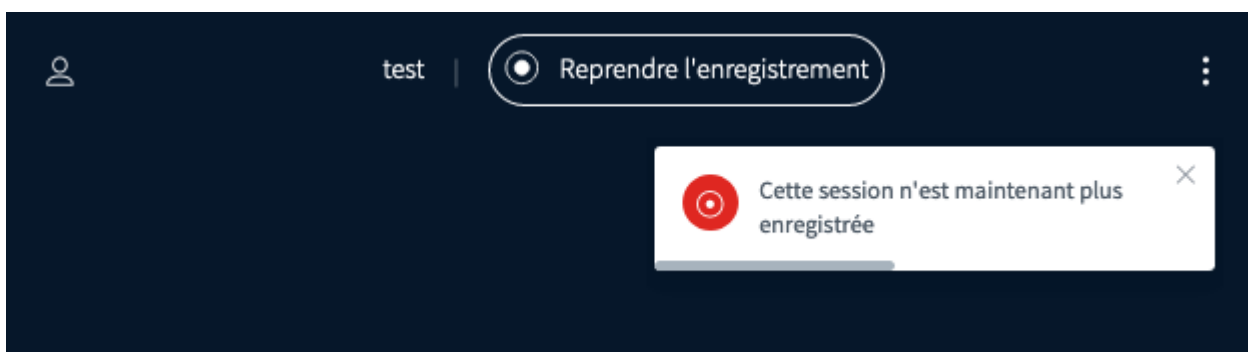 test | Reprendre l'enregistrement
Cette session n'est maintenant plus
enregistrée